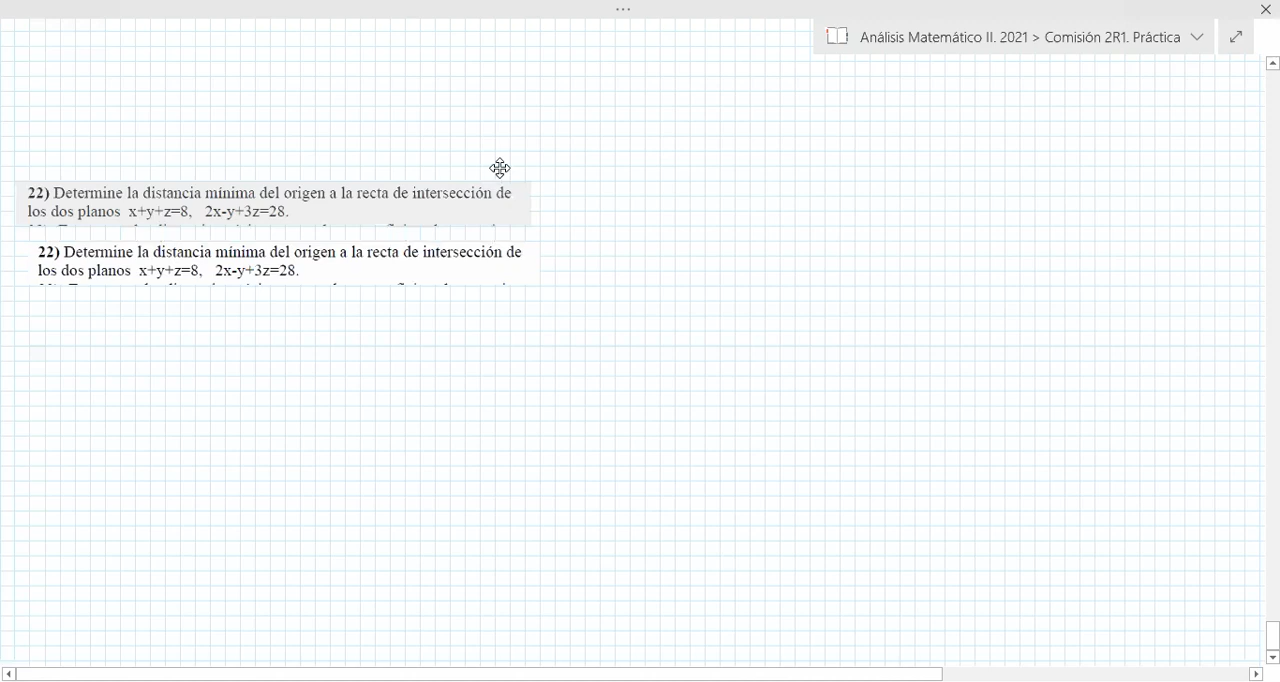 Análisis Matemático II. 2021 > Comisión 2R1. Práctica
22) Determine la distancia mínima del origen a la recta de intersección de
los dos planos x+y+z=8, 2x-y+3z=28.
22) Determine la distancia mínima del origen a la recta de intersección de
los dos planos x+y+z=8, 2x-y+3z=28.